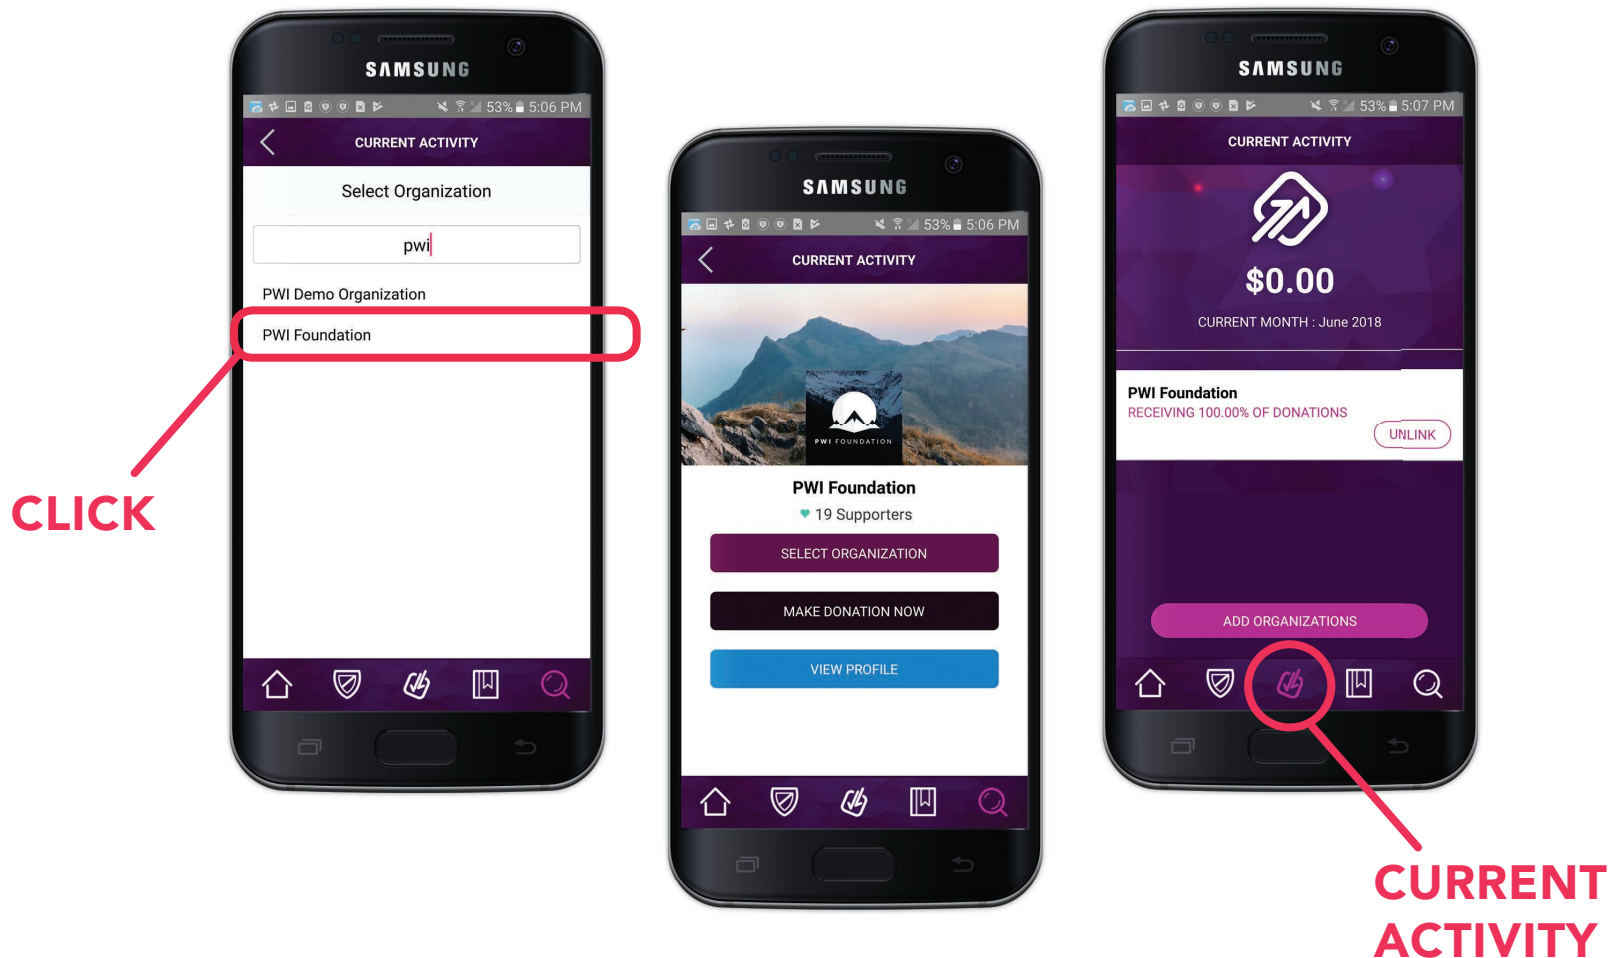 SAMSUNG
53% 5:06 PM
CURRENT ACTIVITY
Select Organization
pwi
PWI Demo Organization
PWI Foundation
CLICK
SAMSUNG
53% 5:06 PM
CURRENT ACTIVITY
PWI FOUNDATION
PWI Foundation
19 Supporters
SELECT ORGANIZATION
MAKE DONATION NOW
VIEW PROFILE
SAMSUNG
53% 5:07 PM
CURRENT ACTIVITY
$0.00
CURRENT MONTH : June 2018
PWI Foundation
RECEIVING 100.00% OF DONATIONS
UNLINK
ADD ORGANIZATIONS
CURRENT
ACTIVITY